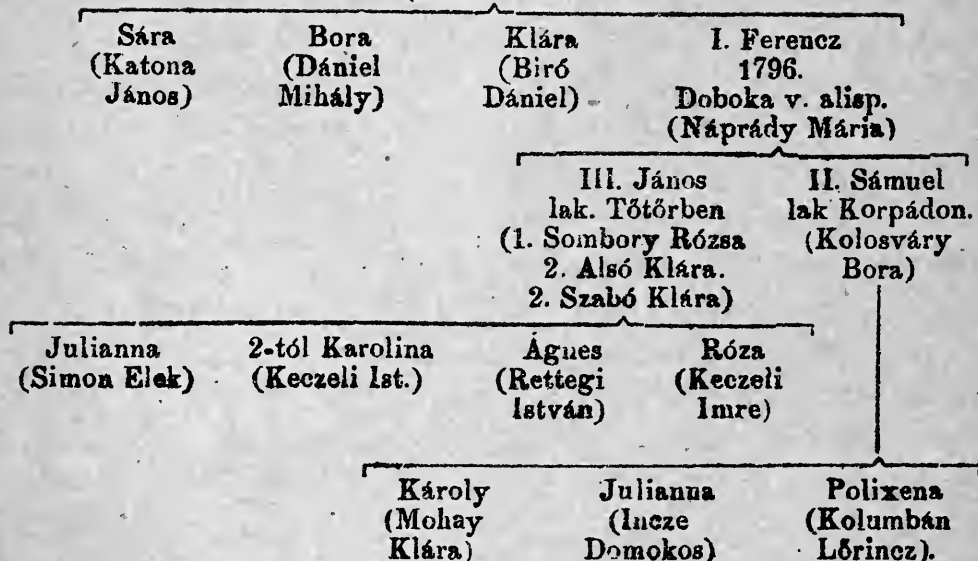 Sára Bora Klára I. Ferencz
(Katona (Dániel (Biró 1796.
János) Mihály) Dániel) Doboka v. alisp.
(Náprády Mária)
III. János II. Sámuel
lak. Tőtőrben lak Korpádon.
(1. Sombory Rózsa (Kolosváry
2. Alsó Klára. Bora)
2. Szabó Klára)
Julianna 2-tól Karolina Ágnes Róza
(Simon Elek) (Keczeli Ist.) (Rettegi (Keczeli
István) Imre)
Károly Julianna Polixena
(Mohay (Incze (Kolumbán
Klára) Domokos) Lőrincz).